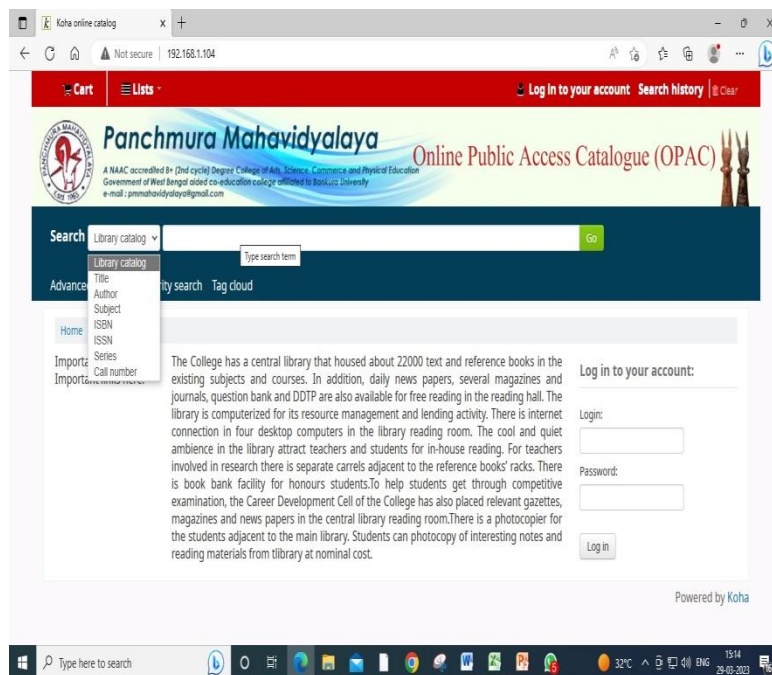 Koha online catalog
Not secure 192.168.1.104
Cart Lists Log in to your account Search history Clear
PANCHMURA MAHAVIDYALAYA
Estd 1965
Panchmura Mahavidyalaya
A NAAC accredited B+ (2nd cycle) Degree College of Arts, Science, Commerce and Physical Education
Government of West Bengal aided co-education college affiliated to Bankura University
e-mail : pmmahavidyalaya@gmail.com
Online Public Access Catalogue (OPAC)
Search Library catalog Go
Type search term
Library catalog
Title
Author
Subject
ISBN
ISSN
Series
Call number
Advance rity search Tag cloud
Home
Importa
Important links here.
The College has a central library that housed about 22000 text and reference books in the
existing subjects and courses. In addition, daily news papers, several magazines and
journals, question bank and DDTP are also available for free reading in the reading hall. The
library is computerized for its resource management and lending activity. There is internet
connection in four desktop computers in the library reading room. The cool and quiet
ambience in the library attract teachers and students for in-house reading. For teachers
involved in research there is separate carrels adjacent to the reference books' racks. There
is book bank facility for honours students.To help students get through competitive
examination, the Career Development Cell of the College has also placed relevant gazettes,
magazines and news papers in the central library reading room.There is a photocopier for
the students adjacent to the main library. Students can photocopy of interesting notes and
reading materials from tlibrary at nominal cost.
Log in to your account:
Login:
Password:
Log in
Powered by Koha
Type here to search
32°C ENG
15:14
29-03-2023